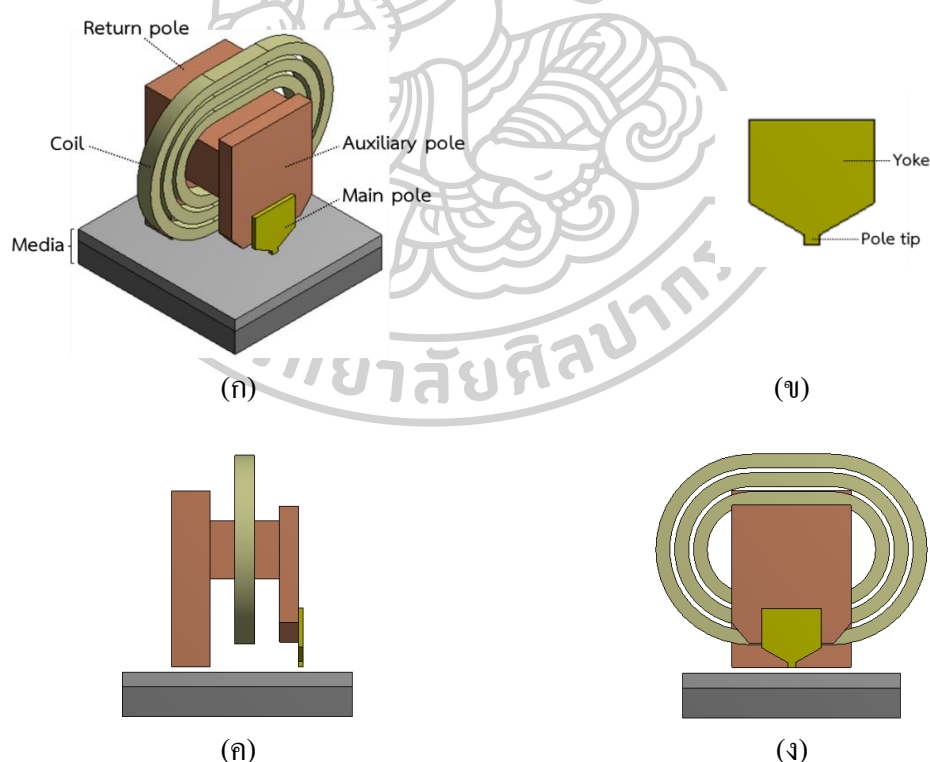 Return pole
Coil
Auxiliary pole
Main pole
Media
Yoke
Pole tip
(ก)
(ข)
(ค)
(ง)